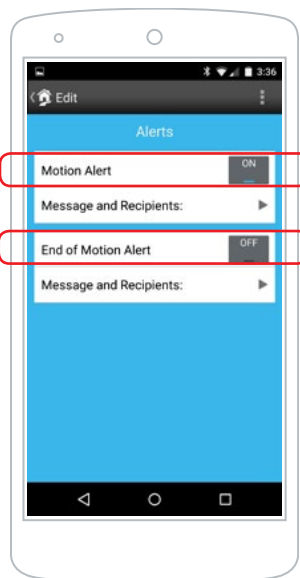 3:36
Edit
Alerts
Motion Alert ON
Message and Recipients:
End of Motion Alert OFF
Message and Recipients: